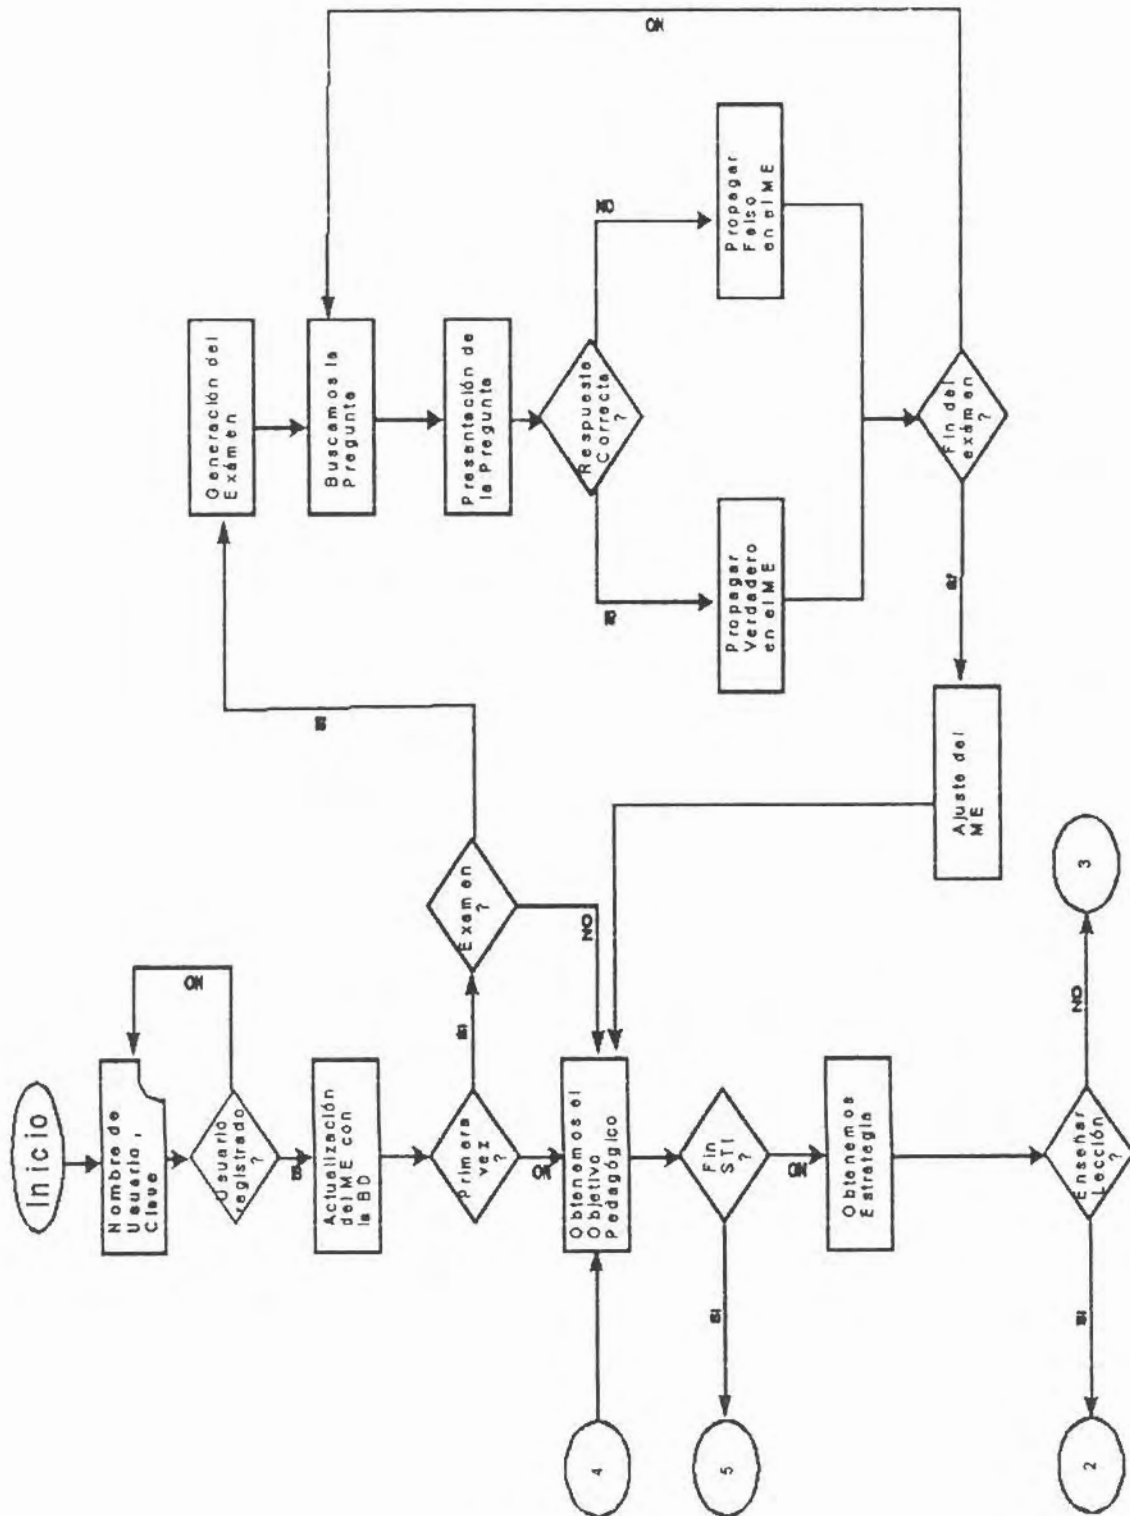 Inicio
Nombre de
Usuario,
Clave
Usuario
registrado
?
NO
SI
Actualización
del ME con
la BD
Primera
vez
?
SI
NO
Examen
?
SI
NO
Generación del
Exámen
Buscamos la
Pregunta
Presentación de
la Pregunta
Respuesta
Correcta
?
SI
NO
Propagar
Verdadero
en el ME
Propagar
Falso
en el ME
Fin del
exámen
?
NO
SI
Ajuste del
ME
Obtenemos el
Objetivo
Pedagógico
4
Fin
STI
?
SI
NO
5
Obtenemos
Estrategia
Enseñar
Lección
?
SI
NO
2
3